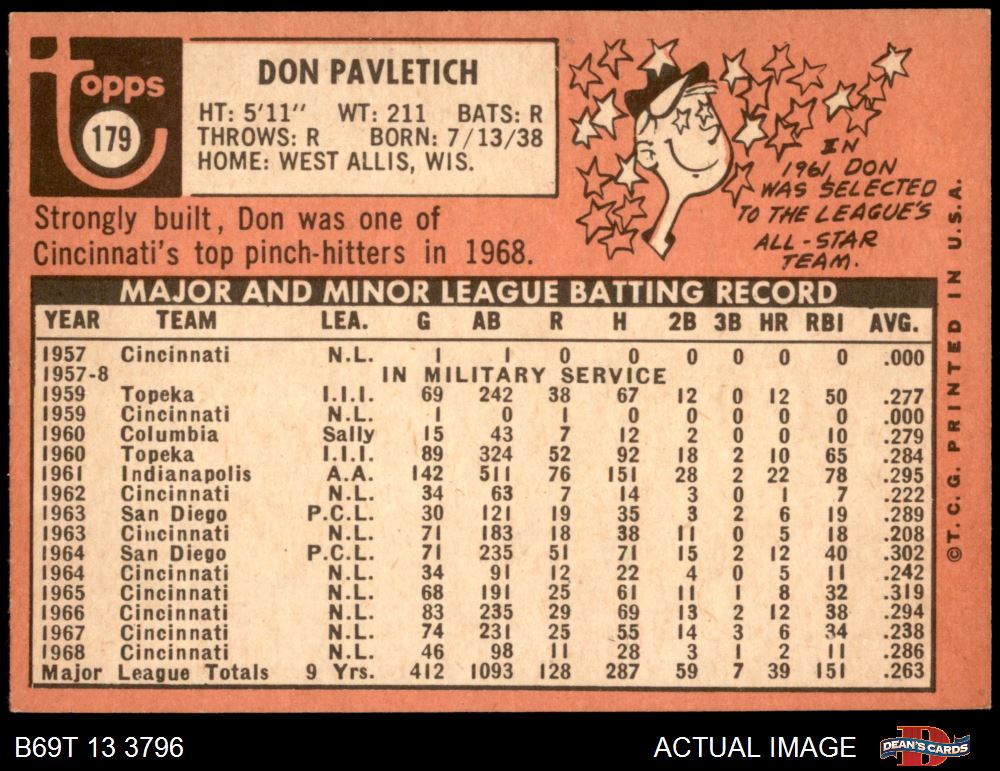 Topps
179
DON PAVLETICH
HT: 5'11" WT: 211 BATS: R
THROWS: R BORN: 7/13/38
HOME: WEST ALLIS, WIS.
Strongly built, Don was one of
Cincinnati's top pinch-hitters in 1968.
IN
1961, DON
WAS SELECTED
TO THE LEAGUE'S
ALL-STAR
TEAM.
MAJOR AND MINOR LEAGUE BATTING RECORD
YEAR TEAM LEA. G AB R H 2B 3B HR RBI AVG.
1957 Cincinnati N.L. 1 1 0 0 0 0 0 0 .000
1957-8 IN MILITARY SERVICE
1959 Topeka I.I.I. 69 242 38 67 12 0 12 50 .277
1959 Cincinnati N.L. 1 0 1 0 0 0 0 0 .000
1960 Columbia Sally 15 43 7 12 2 0 0 10 .279
1960 Topeka I.I.I. 89 324 52 92 18 2 10 65 .284
1961 Indianapolis A.A. 142 511 76 151 28 2 22 78 .295
1962 Cincinnati N.L. 34 63 7 14 3 0 1 7 .222
1963 San Diego P.C.L. 30 121 19 35 3 2 6 19 .289
1963 Cincinnati N.L. 71 183 18 38 11 0 5 18 .208
1964 San Diego P.C.L. 71 235 51 71 15 2 12 40 .302
1964 Cincinnati N.L. 34 91 12 22 4 0 5 11 .242
1965 Cincinnati N.L. 68 191 25 61 11 1 8 32 .319
1966 Cincinnati N.L. 83 235 29 69 13 2 12 38 .294
1967 Cincinnati N.L. 74 231 25 55 14 3 6 34 .238
1968 Cincinnati N.L. 46 98 11 28 3 1 2 11 .286
Major League Totals 9 Yrs. 412 1093 128 287 59 7 39 151 .263
©T. C. G. PRINTED IN U.S.A.
B69T 13 3796
ACTUAL IMAGE
DEAN'S CARDS